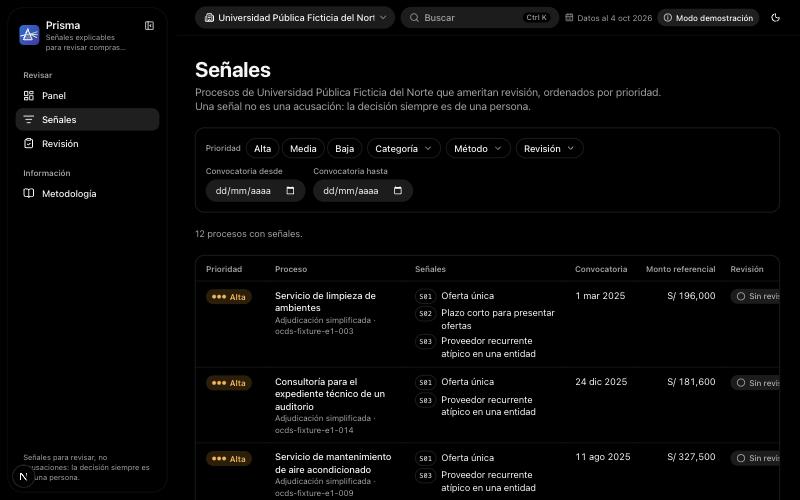 Prisma
Señales explicables
para revisar compras...
Revisar
Panel
Señales
Revisión
Información
Metodología
Señales para revisar, no
usaciones: la decisión siempre es
una persona.
N
Universidad Pública Ficticia del Nort
Buscar
Ctrl K
Datos al 4 oct 2026
Modo demostración
Señales
Procesos de Universidad Pública Ficticia del Norte que ameritan revisión, ordenados por prioridad.
Una señal no es una acusación: la decisión siempre es de una persona.
Prioridad Alta Media Baja Categoría Método Revisión
Convocatoria desde Convocatoria hasta
dd/mm/aaaa dd/mm/aaaa
12 procesos con señales.
Prioridad Proceso Señales Convocatoria Monto referencial Revisión
Alta
Servicio de limpieza de
ambientes
Adjudicación simplificada ·
ocds-fixture-e1-003
S01 Oferta única
S02 Plazo corto para presentar
ofertas
S03 Proveedor recurrente
atípico en una entidad
1 mar 2025
S/ 196,000
Sin revis
Alta
Consultoría para el
expediente técnico de un
auditorio
Adjudicación simplificada ·
ocds-fixture-e1-014
S01 Oferta única
S03 Proveedor recurrente
atípico en una entidad
24 dic 2025
S/ 181,600
Sin revis
Alta
Servicio de mantenimiento
de aire acondicionado
Adjudicación simplificada ·
ocds-fixture-e1-009
S01 Oferta única
S03 Proveedor recurrente
atípico en una entidad
11 ago 2025
S/ 327,500
Sin revis